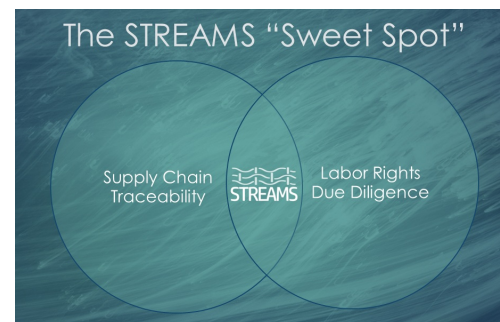 The STREAMS “Sweet Spot”
Supply Chain
Traceability
STREAMS
Labor Rights
Due Diligence